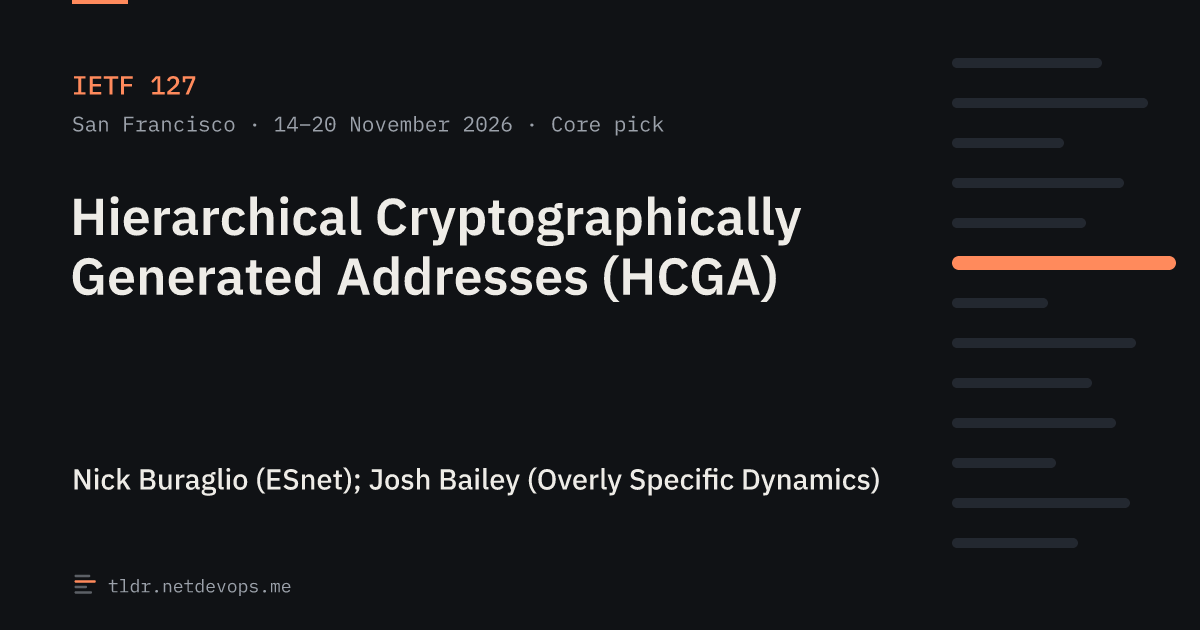 IETF 127
San Francisco · 14–20 November 2026 · Core pick
Hierarchical Cryptographically
Generated Addresses (HCGA)
Nick Buraglio (ESnet); Josh Bailey (Overly Specific Dynamics)
tldr.netdevops.me